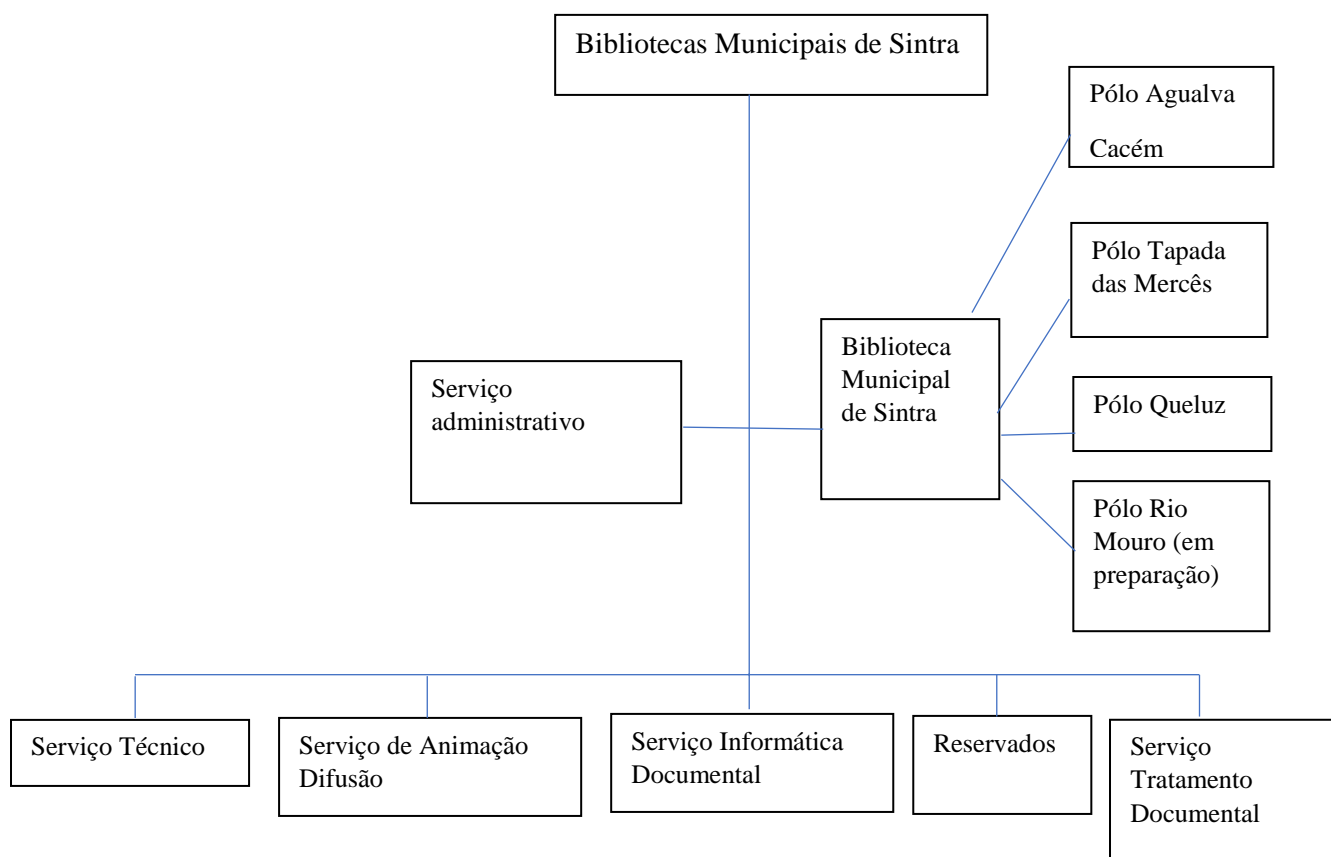 Bibliotecas Municipais de Sintra
Pólo Agualva
Cacém
Pólo Tapada
das Mercês
Biblioteca
Municipal
de Sintra
Serviço
administrativo
Pólo Queluz
Pólo Rio
Mouro (em
preparação)
Serviço Técnico
Serviço de Animação
Difusão
Serviço Informática
Documental
Reservados
Serviço
Tratamento
Documental